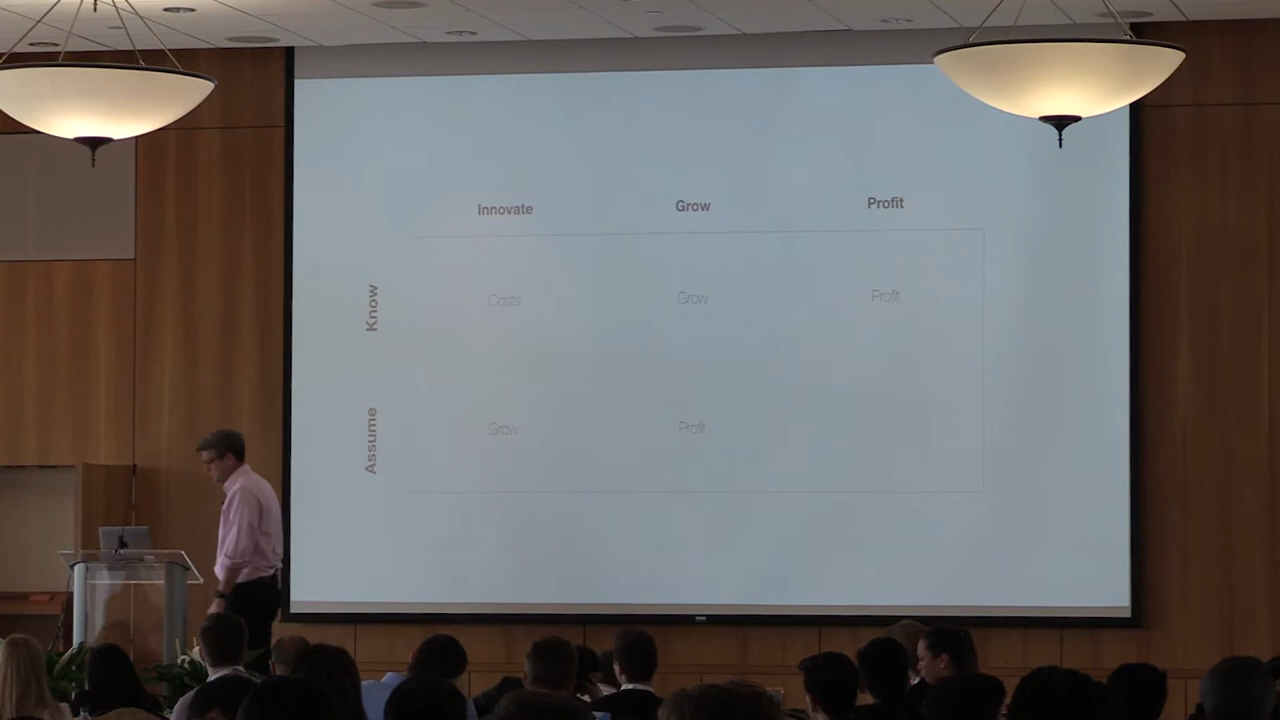 Innovate Grow Profit
Know
Costs Grow Profit
Assume
Grow Profit